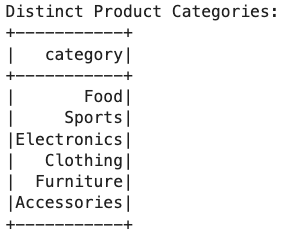 Distinct Product Categories:
+-----------+
|   category|
+-----------+
|       Food|
|     Sports|
|Electronics|
|   Clothing|
|  Furniture|
|Accessories|
+-----------+